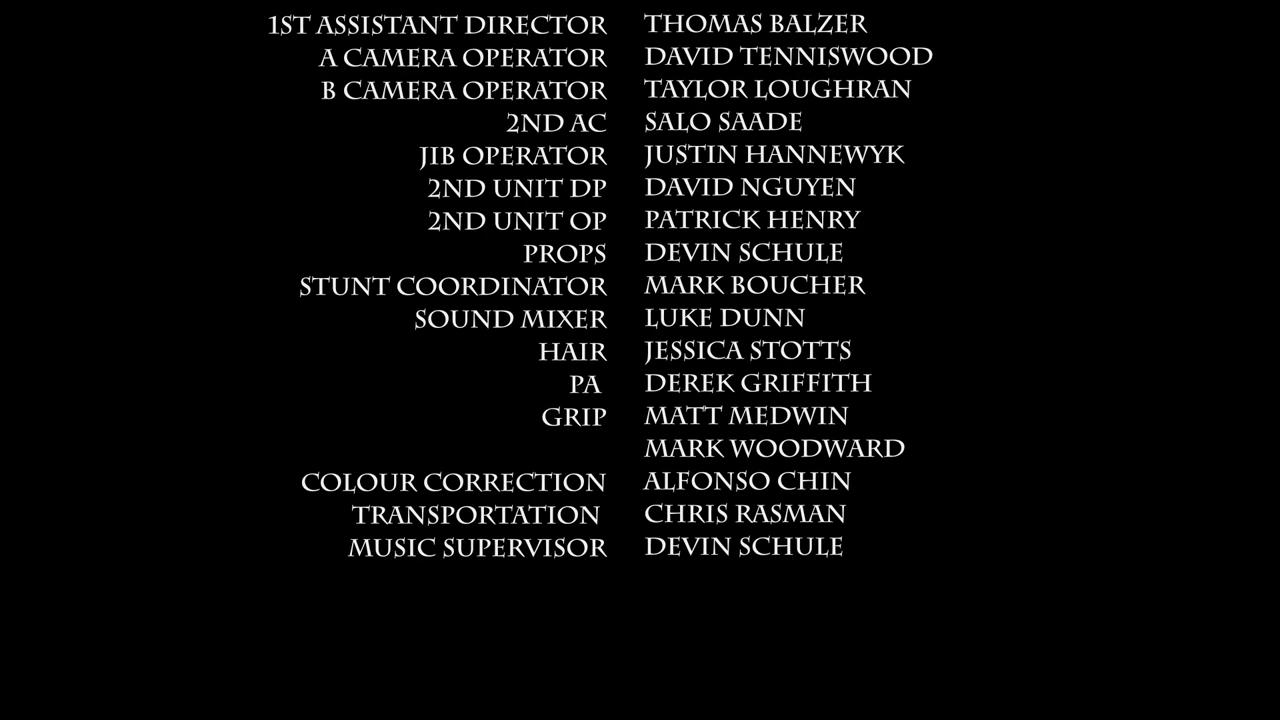 1ST ASSISTANT DIRECTOR THOMAS BALZER
A CAMERA OPERATOR DAVID TENNISWOOD
B CAMERA OPERATOR TAYLOR LOUGHRAN
2ND AC SALO SAADE
JIB OPERATOR JUSTIN HANNEWYK
2ND UNIT DP DAVID NGUYEN
2ND UNIT OP PATRICK HENRY
PROPS DEVIN SCHULE
STUNT COORDINATOR MARK BOUCHER
SOUND MIXER LUKE DUNN
HAIR JESSICA STOTTS
PA DEREK GRIFFITH
GRIP MATT MEDWIN
MARK WOODWARD
COLOUR CORRECTION ALFONSO CHIN
TRANSPORTATION CHRIS RASMAN
MUSIC SUPERVISOR DEVIN SCHULE